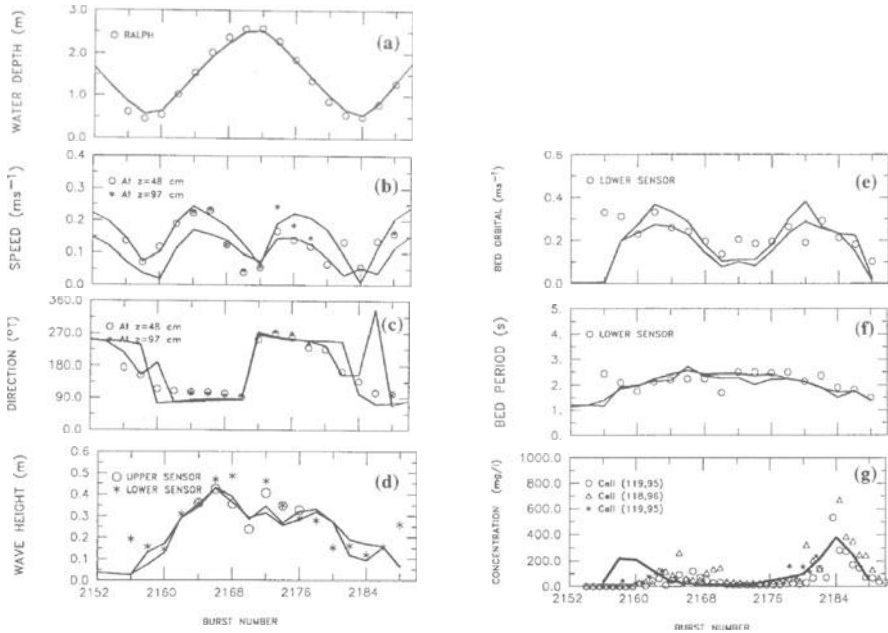 WATER DEPTH (m)
3.0
2.0
1.0
0.0
○ RALPH
(a)
2152 2160 2168 2176 2184
SPEED (ms⁻¹)
0.4
0.3
0.2
0.1
0
○ At z=48 cm
* At z=97 cm
(b)
DIRECTION (°T)
360.0
270.0
180.0
90.0
0.0
○ At z=48 cm
At z=97 cm
(c)
WAVE HEIGHT (m)
0.6
0.5
0.4
0.3
0.2
0.1
0.0
○ UPPER SENSOR
* LOWER SENSOR
(d)
2152 2160 2168 2176 2184
BURST NUMBER
BED ORBITAL (ms⁻¹)
0.6
0.4
0.2
0.0
○ LOWER SENSOR
(e)
BED PERIOD (s)
5.
4.
3.
2.
1.
0.
○ LOWER SENSOR
(f)
CONCENTRATION (mg/l)
1000.0
800.0
600.0
400.0
200.0
0.0
○ Cell (119,95)
△ Cell (118,96)
* Cell (119,95)
(g)
2152 2160 2168 2176 2184
BURST NUMBER